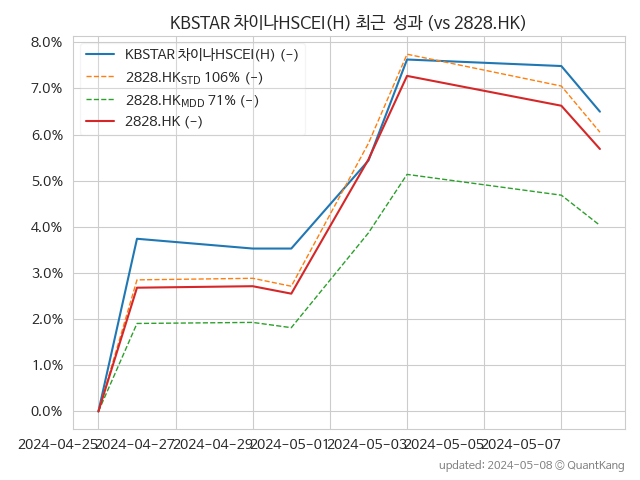 KBSTAR 차이나HSCEI(H) 최근 성과 (vs 2828.HK)
8.0%
7.0%
6.0%
5.0%
4.0%
3.0%
2.0%
1.0%
0.0%
KBSTAR 차이나HSCEI(H) (-)
2828.HK_STD 106% (-)
2828.HK_MDD 71% (-)
2828.HK (-)
2024-04-25 2024-04-27 2024-04-29 2024-05-01 2024-05-03 2024-05-05 2024-05-07
updated: 2024-05-08 © QuantKang